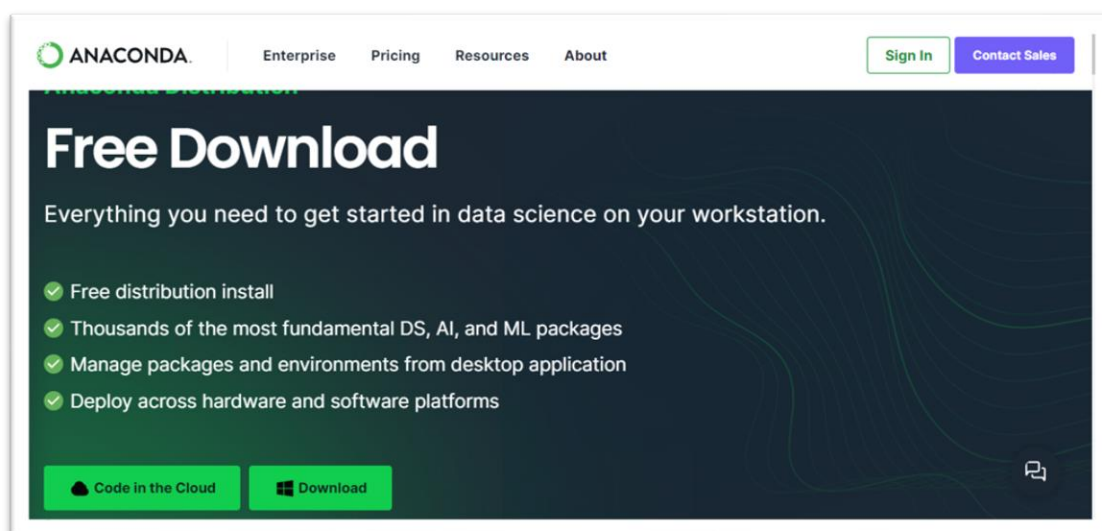 ANACONDA.
Enterprise Pricing Resources About
Sign In Contact Sales
Anaconda Distribution
Free Download
Everything you need to get started in data science on your workstation.
Free distribution install
Thousands of the most fundamental DS, AI, and ML packages
Manage packages and environments from desktop application
Deploy across hardware and software platforms
Code in the Cloud Download